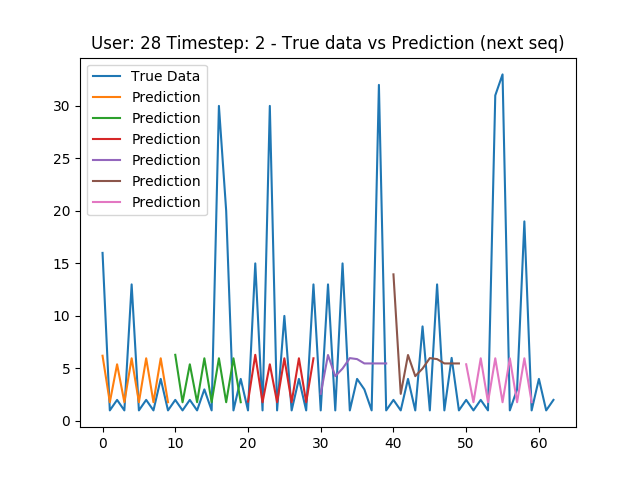 User: 28 Timestep: 2 - True data vs Prediction (next seq)
True Data
Prediction
Prediction
Prediction
Prediction
Prediction
Prediction
30
25
20
15
10
5
0
0 10 20 30 40 50 60